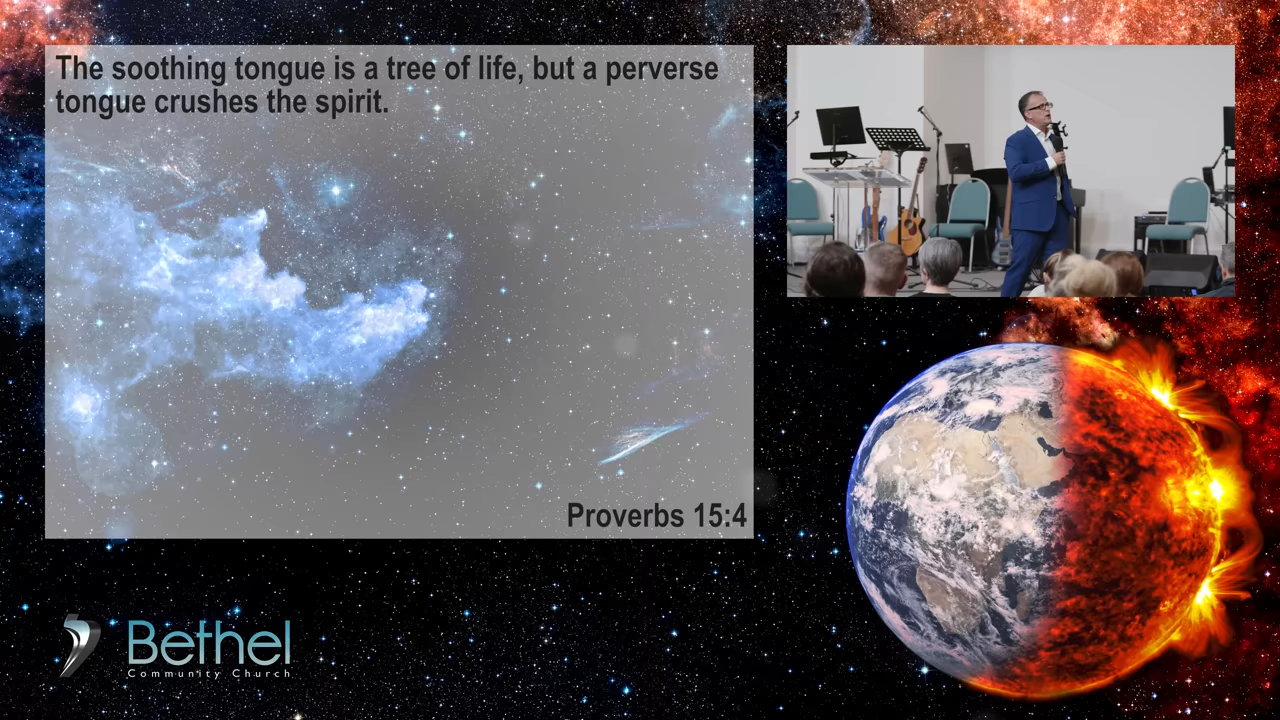 The soothing tongue is a tree of life, but a perverse
tongue crushes the spirit.
Proverbs 15:4
Bethel
Community Church